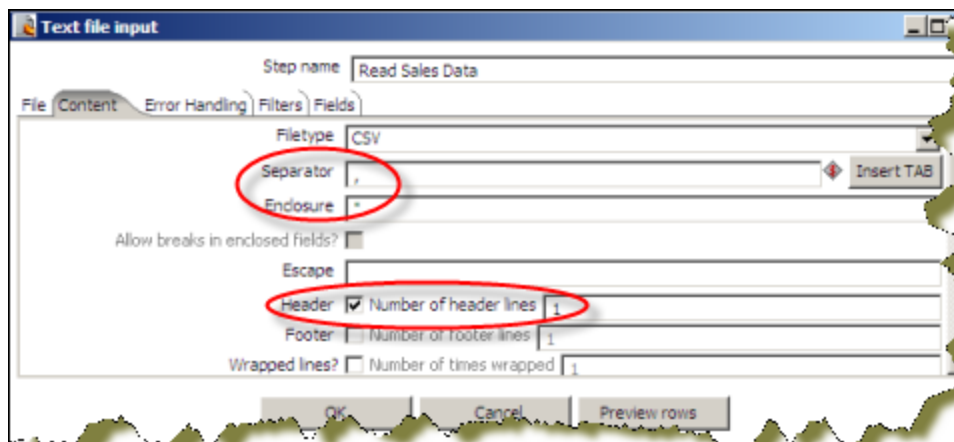 Text file input
Step name Read Sales Data
File Content Error Handling Filters Fields
Filetype CSV
Separator , Insert TAB
Enclosure "
Allow breaks in enclosed fields?
Escape
Header Number of header lines 1
Footer Number of footer lines 1
Wrapped lines? Number of times wrapped 1
OK Cancel Preview rows